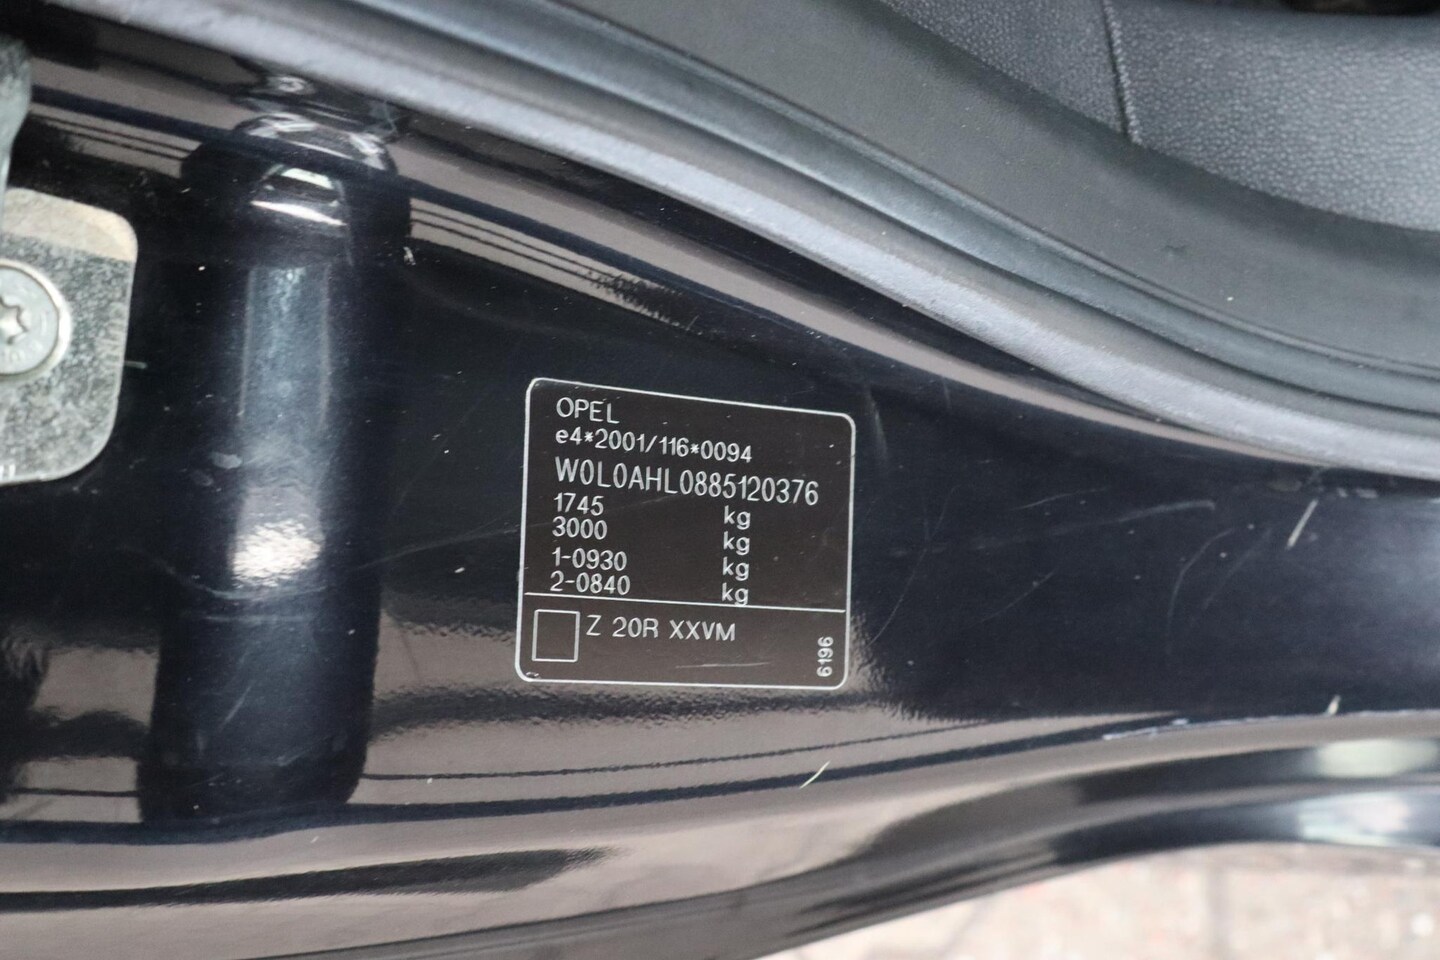 OPEL
e4*2001/116*0094
W0L0AHL0885120376
1745 kg
3000 kg
1-0930 kg
2-0840 kg
Z 20R XXVM
6196